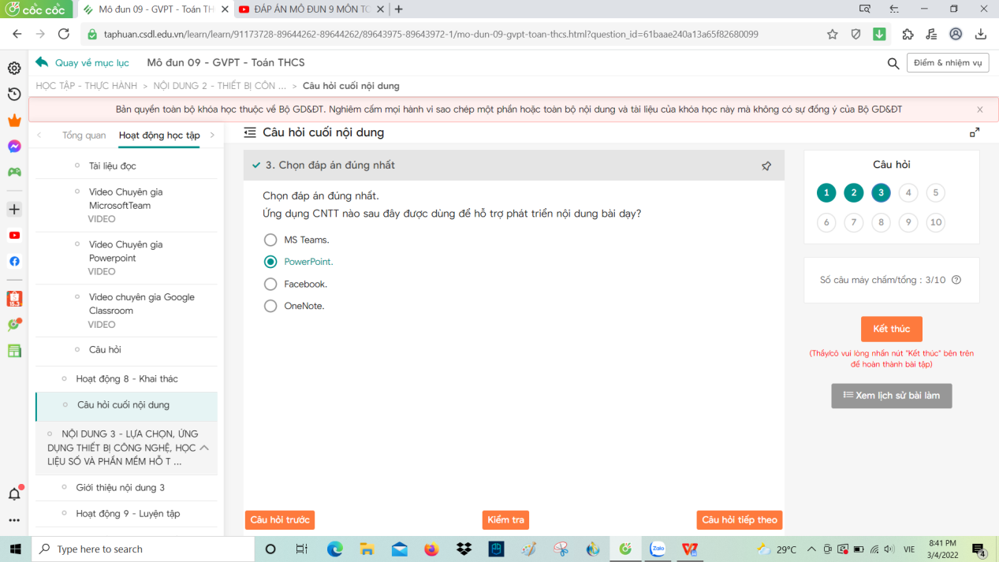 cốc cốc
Mô đun 09 - GVPT - Toán TH
ĐÁP ÁN MÔ ĐUN 9 MÔN TO
taphuan.csdl.edu.vn/learn/learn/91173728-89644262-89644262/89643975-89643972-1/mo-dun-09-gvpt-toan-thcs.html?question_id=61baae240a13a65f82680099
Quay về mục lục
Mô đun 09 - GVPT - Toán THCS
Điểm & nhiệm vụ
HỌC TẬP - THỰC HÀNH > NỘI DUNG 2 - THIẾT BỊ CÔN ... > Câu hỏi cuối nội dung
Bản quyền toàn bộ khóa học thuộc về Bộ GD&ĐT. Nghiêm cấm mọi hành vi sao chép một phần hoặc toàn bộ nội dung và tài liệu của khóa học này mà không có sự đồng ý của Bộ GD&ĐT
Tổng quan
Hoạt động học tập
Tài liệu đọc
Video Chuyên gia
MicrosoftTeam
VIDEO
Video Chuyên gia
Powerpoint
VIDEO
Video chuyên gia Google
Classroom
VIDEO
Câu hỏi
Hoạt động 8 - Khai thác
Câu hỏi cuối nội dung
NỘI DUNG 3 - LỰA CHỌN, ỨNG
DỤNG THIẾT BỊ CÔNG NGHỆ, HỌC
LIỆU SỐ VÀ PHẦN MỀM HỖ T ...
Giới thiệu nội dung 3
Hoạt động 9 - Luyện tập
Câu hỏi cuối nội dung
3. Chọn đáp án đúng nhất
Chọn đáp án đúng nhất.
Ứng dụng CNTT nào sau đây được dùng để hỗ trợ phát triển nội dung bài dạy?
MS Teams.
PowerPoint.
Facebook.
OneNote.
Câu hỏi trước
Kiểm tra
Câu hỏi tiếp theo
Câu hỏi
1 2 3 4 5
6 7 8 9 10
Số câu máy chấm/tổng : 3/10
Kết thúc
(Thầy/cô vui lòng nhấn nút "Kết thúc" bên trên
để hoàn thành bài tập)
Xem lịch sử bài làm
15.3
Type here to search
Zalo
29°C
VIE
8:41 PM
3/4/2022
4